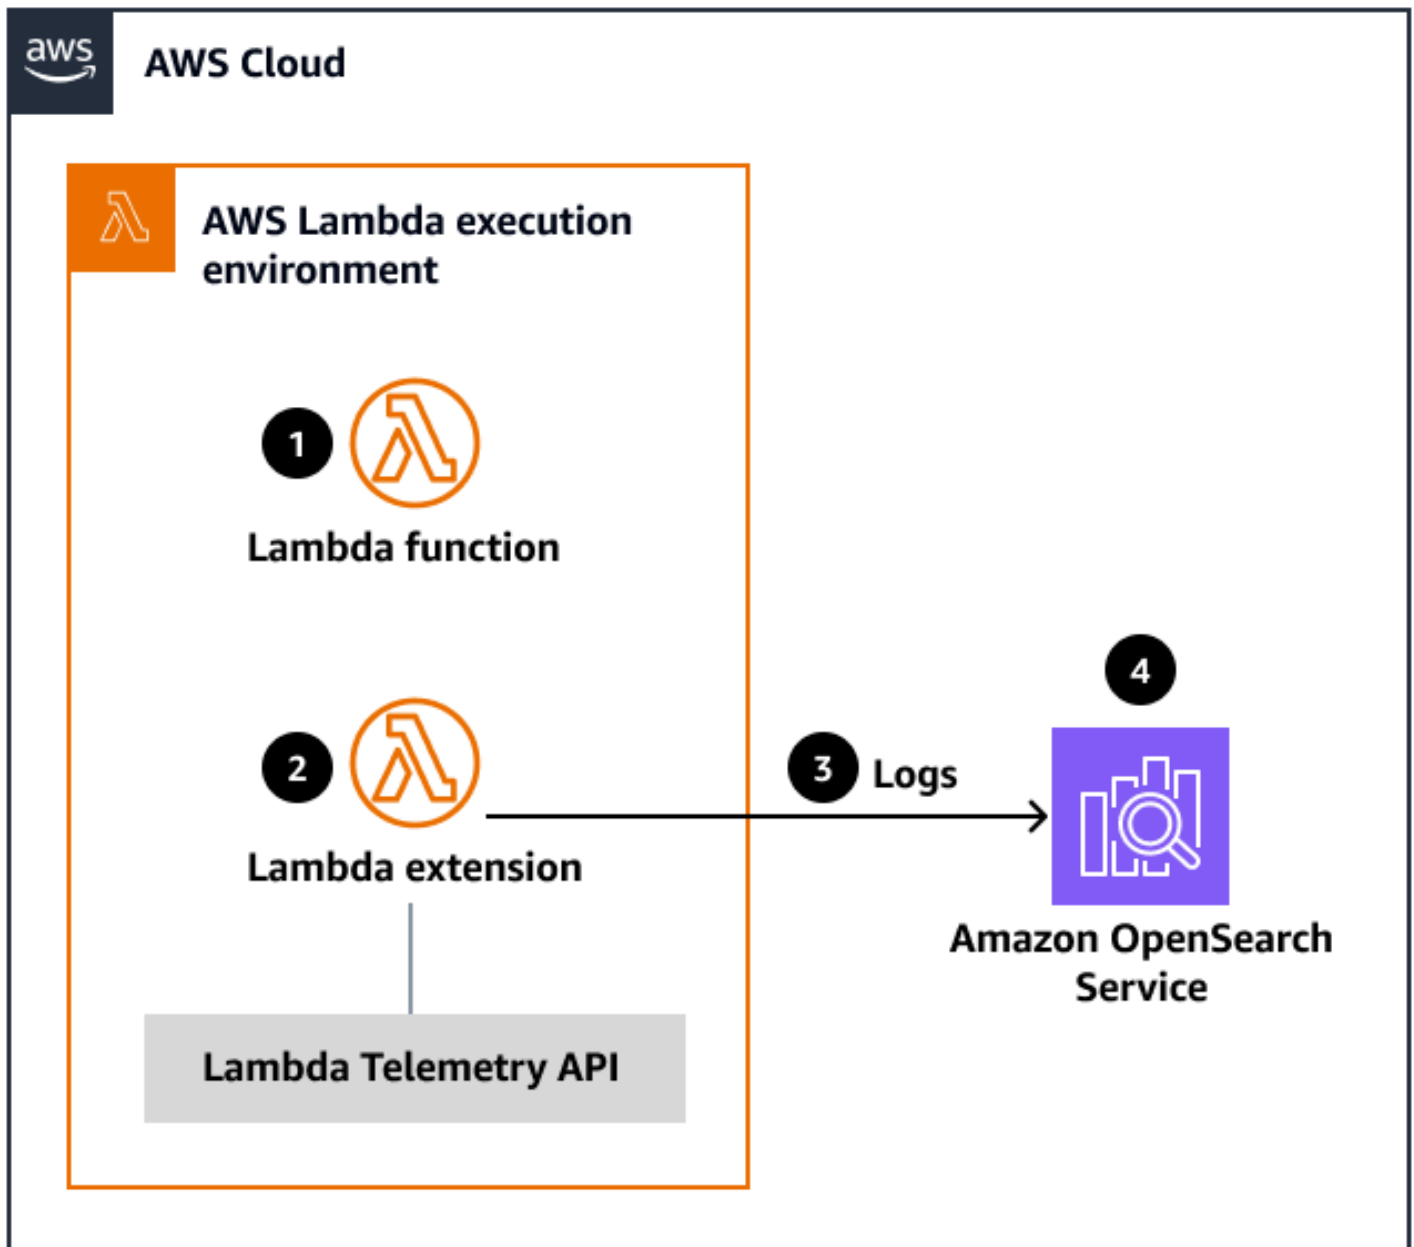 aws
AWS Cloud
AWS Lambda execution
environment
1
Lambda function
2
Lambda extension
Lambda Telemetry API
3 Logs
4
Amazon OpenSearch
Service